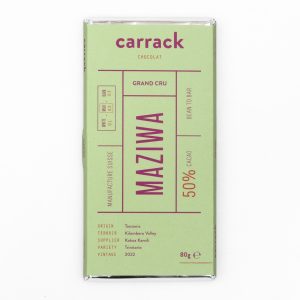 carrack
CHOCOLAT
GRAND CRU
MANUFACTURE SUISSE
MAZIWA
BEAN TO BAR
50% CACAO
ORIGIN Tanzania
TERROIR Kilombero Valley
SUPPLIER Kokoa Kamili
VARIETY Trinitario
VINTAGE 2022
80g ℮